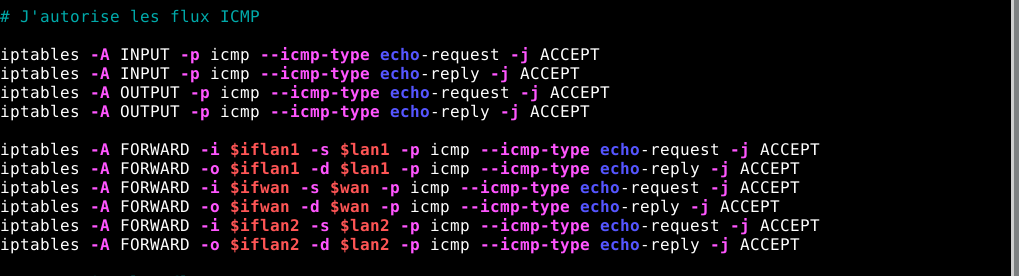 # J'autorise les flux ICMP
iptables -A INPUT -p icmp --icmp-type echo-request -j ACCEPT
iptables -A INPUT -p icmp --icmp-type echo-reply -j ACCEPT
iptables -A OUTPUT -p icmp --icmp-type echo-request -j ACCEPT
iptables -A OUTPUT -p icmp --icmp-type echo-reply -j ACCEPT
iptables -A FORWARD -i $iflan1 -s $lan1 -p icmp --icmp-type echo-request -j ACCEPT
iptables -A FORWARD -o $iflan1 -d $lan1 -p icmp --icmp-type echo-reply -j ACCEPT
iptables -A FORWARD -i $ifwan -s $wan -p icmp --icmp-type echo-request -j ACCEPT
iptables -A FORWARD -o $ifwan -d $wan -p icmp --icmp-type echo-reply -j ACCEPT
iptables -A FORWARD -i $iflan2 -s $lan2 -p icmp --icmp-type echo-request -j ACCEPT
iptables -A FORWARD -o $iflan2 -d $lan2 -p icmp --icmp-type echo-reply -j ACCEPT